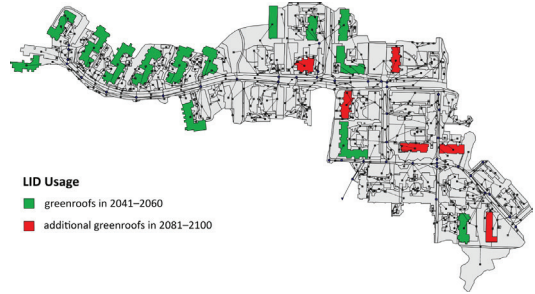 LID Usage
greenroofs in 2041–2060
additional greenroofs in 2081–2100